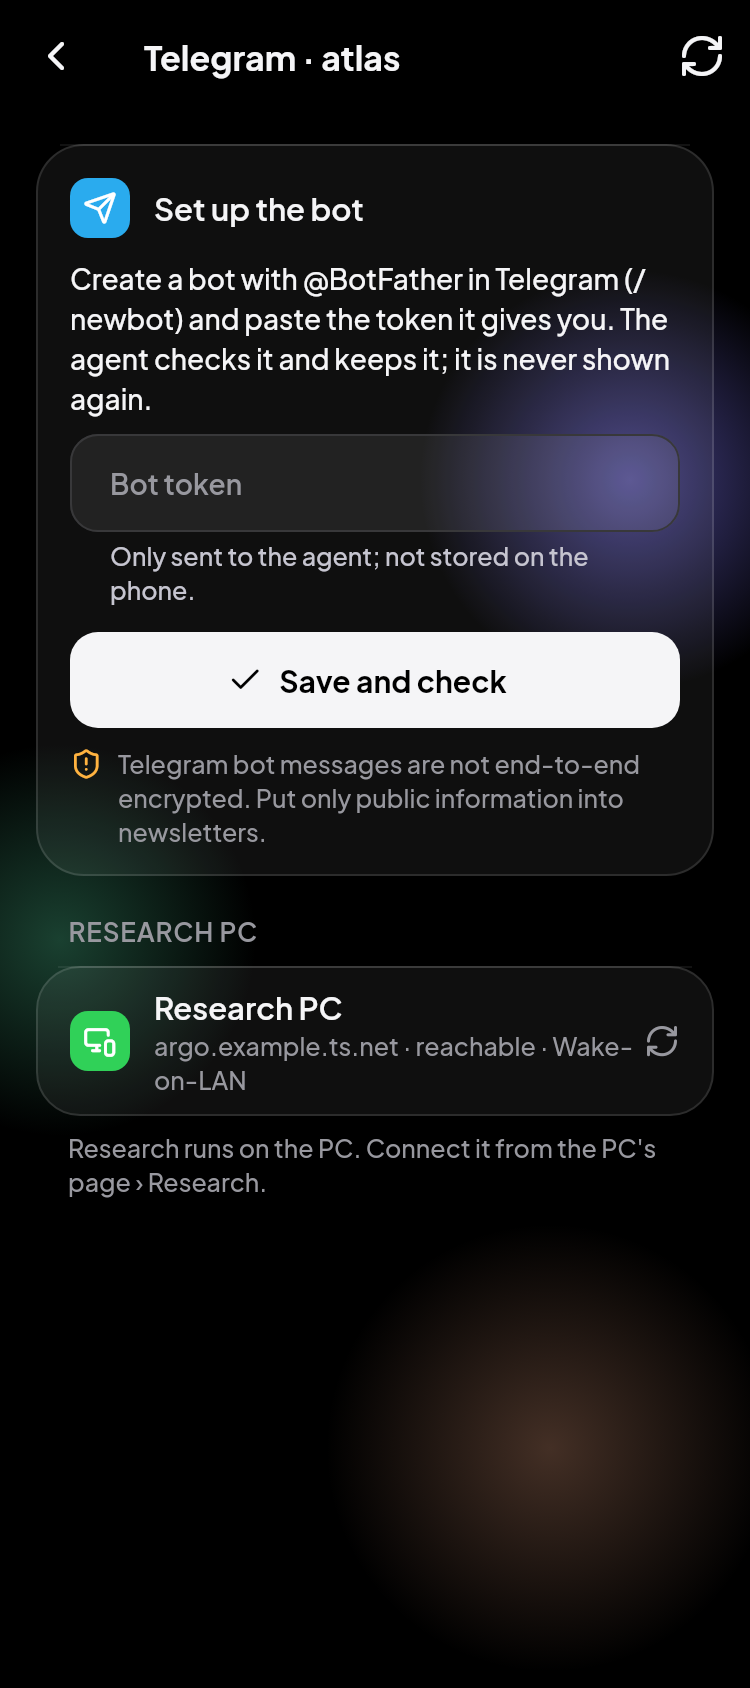 Telegram · atlas
Set up the bot
Create a bot with @BotFather in Telegram (/
newbot) and paste the token it gives you. The
agent checks it and keeps it; it is never shown
again.
Bot token
Only sent to the agent; not stored on the
phone.
Save and check
Telegram bot messages are not end-to-end
encrypted. Put only public information into
newsletters.
RESEARCH PC
Research PC
argo.example.ts.net · reachable · Wake-
on-LAN
Research runs on the PC. Connect it from the PC's
page › Research.